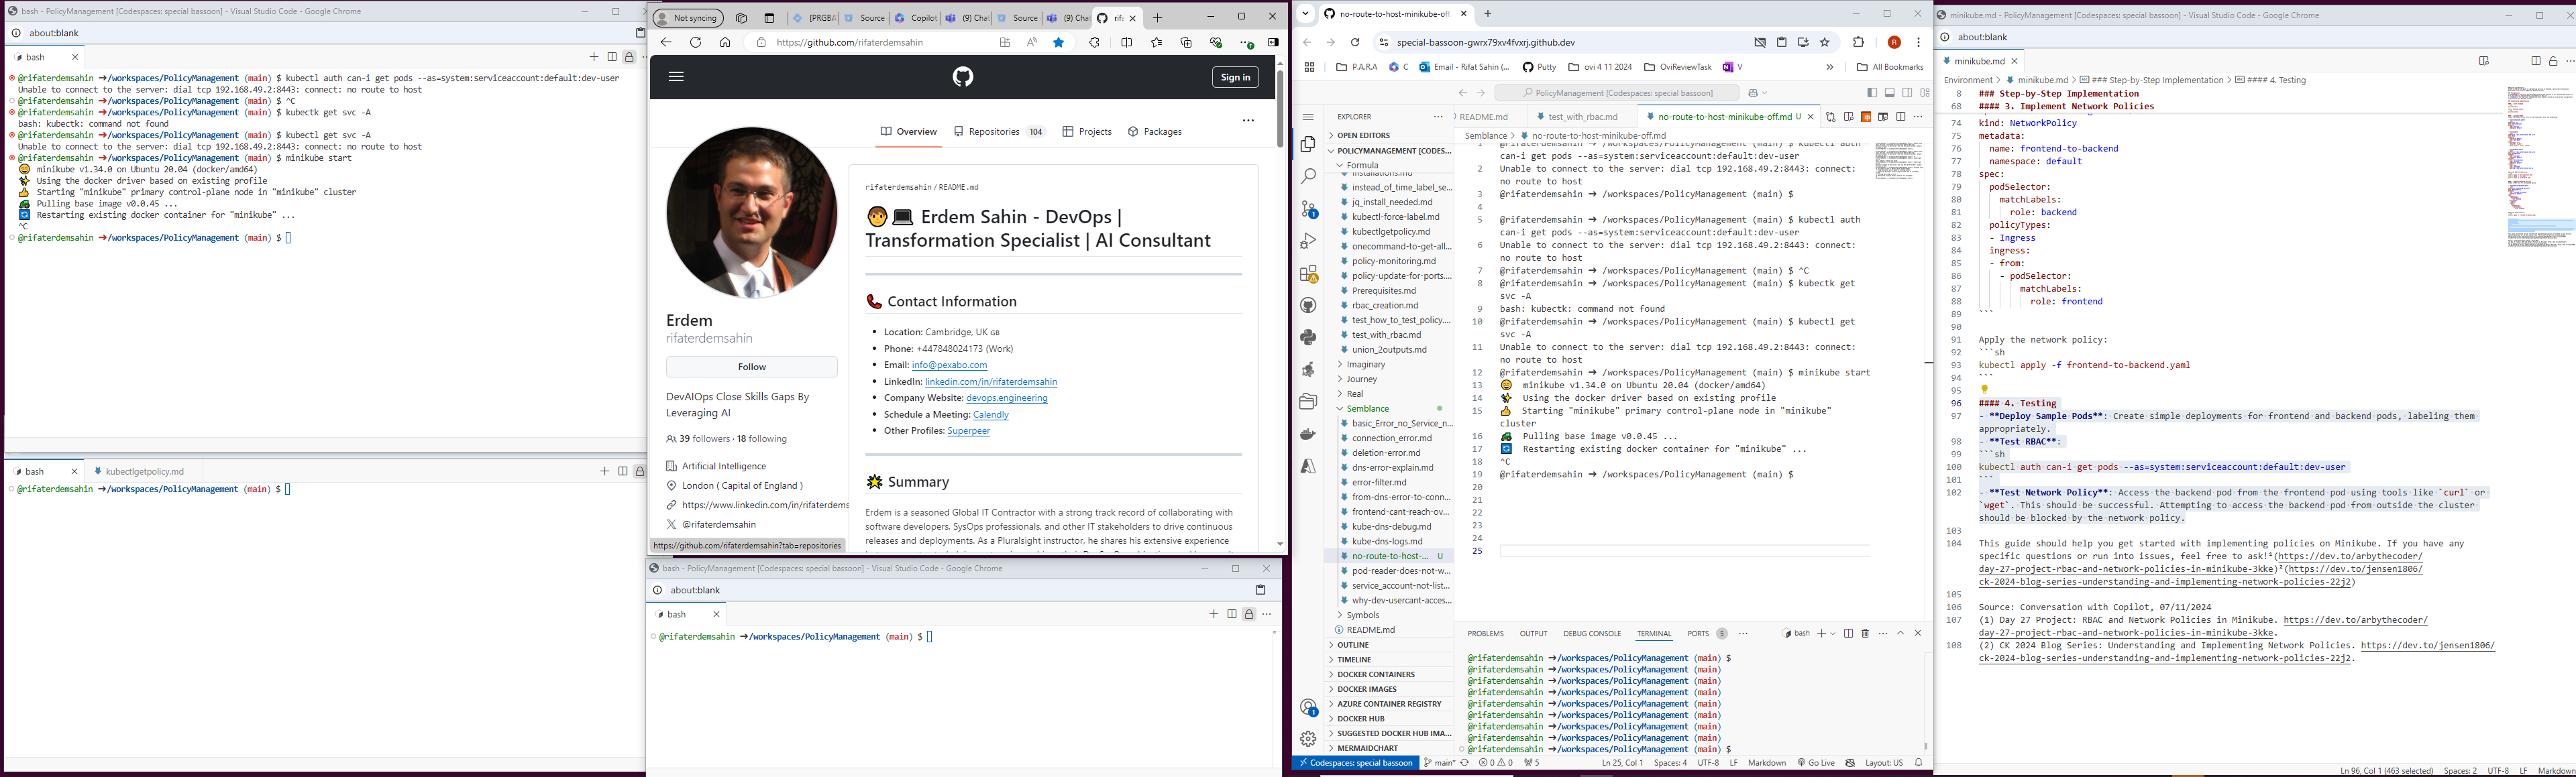 bash - PolicyManagement [Codespaces: special bassoon] - Visual Studio Code - Google Chrome
about:blank
bash
@rifaterdemsahin ➜/workspaces/PolicyManagement (main) $ kubectl auth can-i get pods --as=system:serviceaccount:default:dev-user
Unable to connect to the server: dial tcp 192.168.49.2:8443: connect: no route to host
@rifaterdemsahin ➜/workspaces/PolicyManagement (main) $ ^C
@rifaterdemsahin ➜/workspaces/PolicyManagement (main) $ kubectk get svc -A
bash: kubectk: command not found
@rifaterdemsahin ➜/workspaces/PolicyManagement (main) $ kubectl get svc -A
Unable to connect to the server: dial tcp 192.168.49.2:8443: connect: no route to host
@rifaterdemsahin ➜/workspaces/PolicyManagement (main) $ minikube start
😄 minikube v1.34.0 on Ubuntu 20.04 (docker/amd64)
✨ Using the docker driver based on existing profile
👍 Starting "minikube" primary control-plane node in "minikube" cluster
🚜 Pulling base image v0.0.45 ...
🔄 Restarting existing docker container for "minikube" ...
^C
@rifaterdemsahin ➜/workspaces/PolicyManagement (main) $
bash
kubectlgetpolicy.md
@rifaterdemsahin ➜/workspaces/PolicyManagement (main) $
Not syncing
[PRGBA
Source
Copilot
(9) Cha
Source
(9) Cha
rifa
https://github.com/rifaterdemsahin
Sign in
Overview
Repositories 104
Projects
Packages
Erdem
rifaterdemsahin
Follow
DevAIOps Close Skills Gaps By
Leveraging AI
39 followers · 18 following
Artificial Intelligence
London ( Capital of England )
https://www.linkedin.com/in/rifaterdems
@rifaterdemsahin
https://github.com/rifaterdemsahin?tab=repositories
rifaterdemsahin/README.md
🧑‍💻 Erdem Sahin - DevOps |
Transformation Specialist | AI Consultant
📞 Contact Information
• Location: Cambridge, UK GB
• Phone: +447848024173 (Work)
• Email: info@pexabo.com
• LinkedIn: linkedin.com/in/rifaterdemsahin
• Company Website: devops.engineering
• Schedule a Meeting: Calendly
• Other Profiles: Superpeer
🌟 Summary
Erdem is a seasoned Global IT Contractor with a strong track record of collaborating with
software developers, SysOps professionals, and other IT stakeholders to drive continuous
releases and deployments. As a Pluralsight instructor, he shares his extensive experience
bash - PolicyManagement [Codespaces: special bassoon] - Visual Studio Code - Google Chrome
about:blank
bash
@rifaterdemsahin ➜/workspaces/PolicyManagement (main) $
no-route-to-host-minikube-off.
special-bassoon-gwrx79xv4fvxrj.github.dev
P.A.R.A
C
Email - Rifat Sahin (...
Putty
ovi 4 11 2024
OviReviewTask
V
All Bookmarks
PolicyManagement [Codespaces: special bassoon]
EXPLORER
OPEN EDITORS
POLICYMANAGEMENT [CODES...
Formula
installations.md
instead_of_time_label_se...
jq_install_needed.md
kubectl-force-label.md
kubectlgetpolicy.md
onecommand-to-get-all...
policy-monitoring.md
policy-update-for-ports....
Prerequisites.md
rbac_creation.md
test_how_to_test_policy....
test_with_rbac.md
union_2outputs.md
Imaginary
Journey
Real
Semblance
basic_Error_no_Service_n...
connection_error.md
deletion-error.md
dns-error-explain.md
error-filter.md
from-dns-error-to-conn...
frontend-cant-reach-ov...
kube-dns-debug.md
kube-dns-logs.md
no-route-to-host-... U
pod-reader-does-not-w...
service_account-not-list...
why-dev-usercant-acces...
Symbols
README.md
OUTLINE
TIMELINE
DOCKER CONTAINERS
DOCKER IMAGES
AZURE CONTAINER REGISTRY
DOCKER HUB
SUGGESTED DOCKER HUB IMA...
MERMAIDCHART
README.md
test_with_rbac.md
no-route-to-host-minikube-off.md U
Semblance > no-route-to-host-minikube-off.md
1 @rifaterdemsahin ➜ /workspaces/PolicyManagement (main) $ kubectl auth
can-i get pods --as=system:serviceaccount:default:dev-user
2 Unable to connect to the server: dial tcp 192.168.49.2:8443: connect:
no route to host
3 @rifaterdemsahin ➜ /workspaces/PolicyManagement (main) $
4
5 @rifaterdemsahin ➜ /workspaces/PolicyManagement (main) $ kubectl auth
can-i get pods --as=system:serviceaccount:default:dev-user
6 Unable to connect to the server: dial tcp 192.168.49.2:8443: connect:
no route to host
7 @rifaterdemsahin ➜ /workspaces/PolicyManagement (main) $ ^C
8 @rifaterdemsahin ➜ /workspaces/PolicyManagement (main) $ kubectk get
svc -A
9 bash: kubectk: command not found
10 @rifaterdemsahin ➜ /workspaces/PolicyManagement (main) $ kubectl get
svc -A
11 Unable to connect to the server: dial tcp 192.168.49.2:8443: connect:
no route to host
12 @rifaterdemsahin ➜ /workspaces/PolicyManagement (main) $ minikube start
13 😄 minikube v1.34.0 on Ubuntu 20.04 (docker/amd64)
14 ✨ Using the docker driver based on existing profile
15 👍 Starting "minikube" primary control-plane node in "minikube"
cluster
16 🚜 Pulling base image v0.0.45 ...
17 🔄 Restarting existing docker container for "minikube" ...
18 ^C
19 @rifaterdemsahin ➜ /workspaces/PolicyManagement (main) $
20
21
22
23
24
25
PROBLEMS
OUTPUT
DEBUG CONSOLE
TERMINAL
PORTS 5
bash
@rifaterdemsahin ➜/workspaces/PolicyManagement (main) $
@rifaterdemsahin ➜/workspaces/PolicyManagement (main)
@rifaterdemsahin ➜/workspaces/PolicyManagement (main)
@rifaterdemsahin ➜/workspaces/PolicyManagement (main)
@rifaterdemsahin ➜/workspaces/PolicyManagement (main)
@rifaterdemsahin ➜/workspaces/PolicyManagement (main)
@rifaterdemsahin ➜/workspaces/PolicyManagement (main)
@rifaterdemsahin ➜/workspaces/PolicyManagement (main)
@rifaterdemsahin ➜/workspaces/PolicyManagement (main) $
Codespaces: special bassoon
main*
0 0
5
Ln 25, Col 1
Spaces: 4
UTF-8
LF
Markdown
Go Live
Layout: US
minikube.md - PolicyManagement [Codespaces: special bassoon] - Visual Studio Code - Google Chrome
about:blank
minikube.md
Environment > minikube.md > ### Step-by-Step Implementation > #### 4. Testing
8 ### Step-by-Step Implementation
68 #### 3. Implement Network Policies
74 kind: NetworkPolicy
75 metadata:
76 name: frontend-to-backend
77 namespace: default
78 spec:
79 podSelector:
80 matchLabels:
81 role: backend
82 policyTypes:
83 - Ingress
84 ingress:
85 - from:
86 - podSelector:
87 matchLabels:
88 role: frontend
89 ```
90
91 Apply the network policy:
92 ```sh
93 kubectl apply -f frontend-to-backend.yaml
94 ```
95
96 #### 4. Testing
97 - **Deploy Sample Pods**: Create simple deployments for frontend and backend pods, labeling them
appropriately.
98 - **Test RBAC**:
99 ```sh
100 kubectl auth can-i get pods --as=system:serviceaccount:default:dev-user
101 ```
102 - **Test Network Policy**: Access the backend pod from the frontend pod using tools like `curl` or
`wget`. This should be successful. Attempting to access the backend pod from outside the cluster
should be blocked by the network policy.
103
104 This guide should help you get started with implementing policies on Minikube. If you have any
specific questions or run into issues, feel free to ask!¹(https://dev.to/arbythecoder/
day-27-project-rbac-and-network-policies-in-minikube-3kke)²(https://dev.to/jensen1806/
ck-2024-blog-series-understanding-and-implementing-network-policies-22j2)
105
106 Source: Conversation with Copilot, 07/11/2024
107 (1) Day 27 Project: RBAC and Network Policies in Minikube. https://dev.to/arbythecoder/
day-27-project-rbac-and-network-policies-in-minikube-3kke.
108 (2) CK 2024 Blog Series: Understanding and Implementing Network Policies. https://dev.to/jensen1806/
ck-2024-blog-series-understanding-and-implementing-network-policies-22j2.
Ln 96, Col 1 (463 selected)
Spaces: 2
UTF-8
LF
Markdown